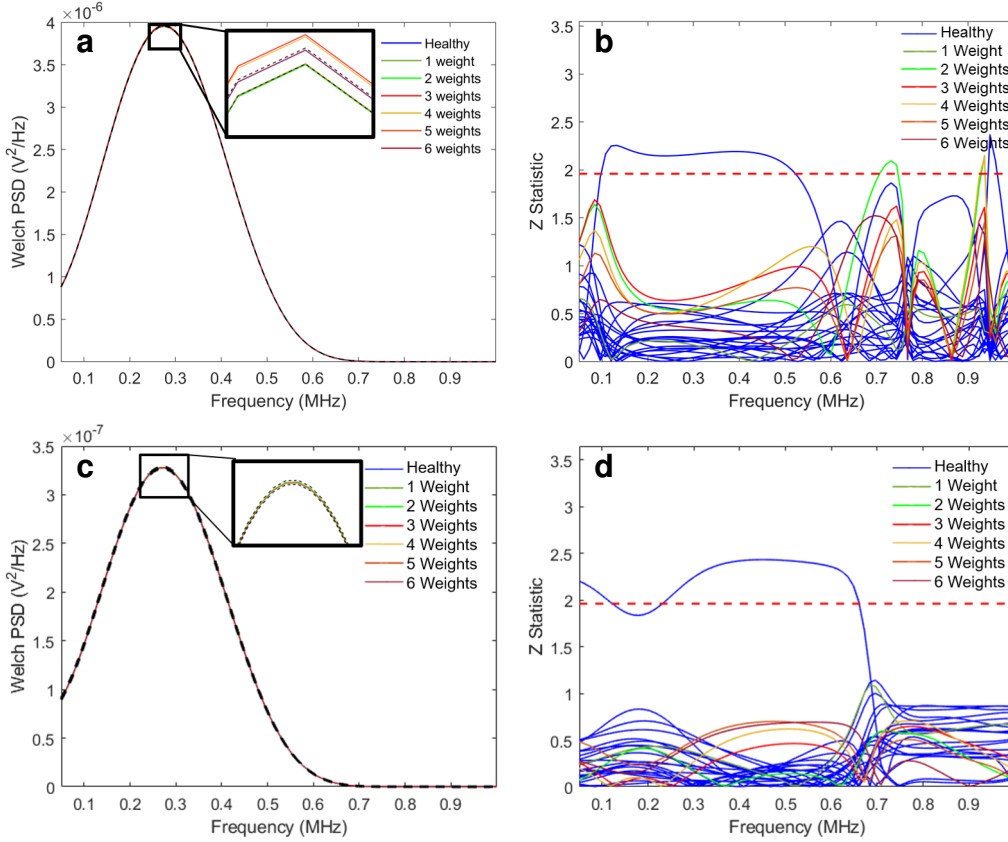 a
×10⁻⁶
4
3.5
3
2.5
2
1.5
1
0.5
0
0.1 0.2 0.3 0.4 0.5 0.6 0.7 0.8 0.9
Frequency (MHz)
Welch PSD (V²/Hz)
Healthy
1 weight
2 weights
3 weights
4 weights
5 weights
6 weights
b
3.5
3
2.5
2
1.5
1
0.5
0
0.1 0.2 0.3 0.4 0.5 0.6 0.7 0.8 0.9
Frequency (MHz)
Z Statistic
Healthy
1 Weight
2 Weights
3 Weights
4 Weights
5 Weights
6 Weights
c
×10⁻⁷
3.5
3
2.5
2
1.5
1
0.5
0
0.1 0.2 0.3 0.4 0.5 0.6 0.7 0.8 0.9
Frequency (MHz)
Welch PSD (V²/Hz)
Healthy
1 Weight
2 Weights
3 Weights
4 Weights
5 Weights
6 Weights
d
3.5
3
2.5
2
1.5
1
0.5
0
0.1 0.2 0.3 0.4 0.5 0.6 0.7 0.8 0.9
Frequency (MHz)
Z Statistic
Healthy
1 Weight
2 Weights
3 Weights
4 Weights
5 Weights
6 Weights